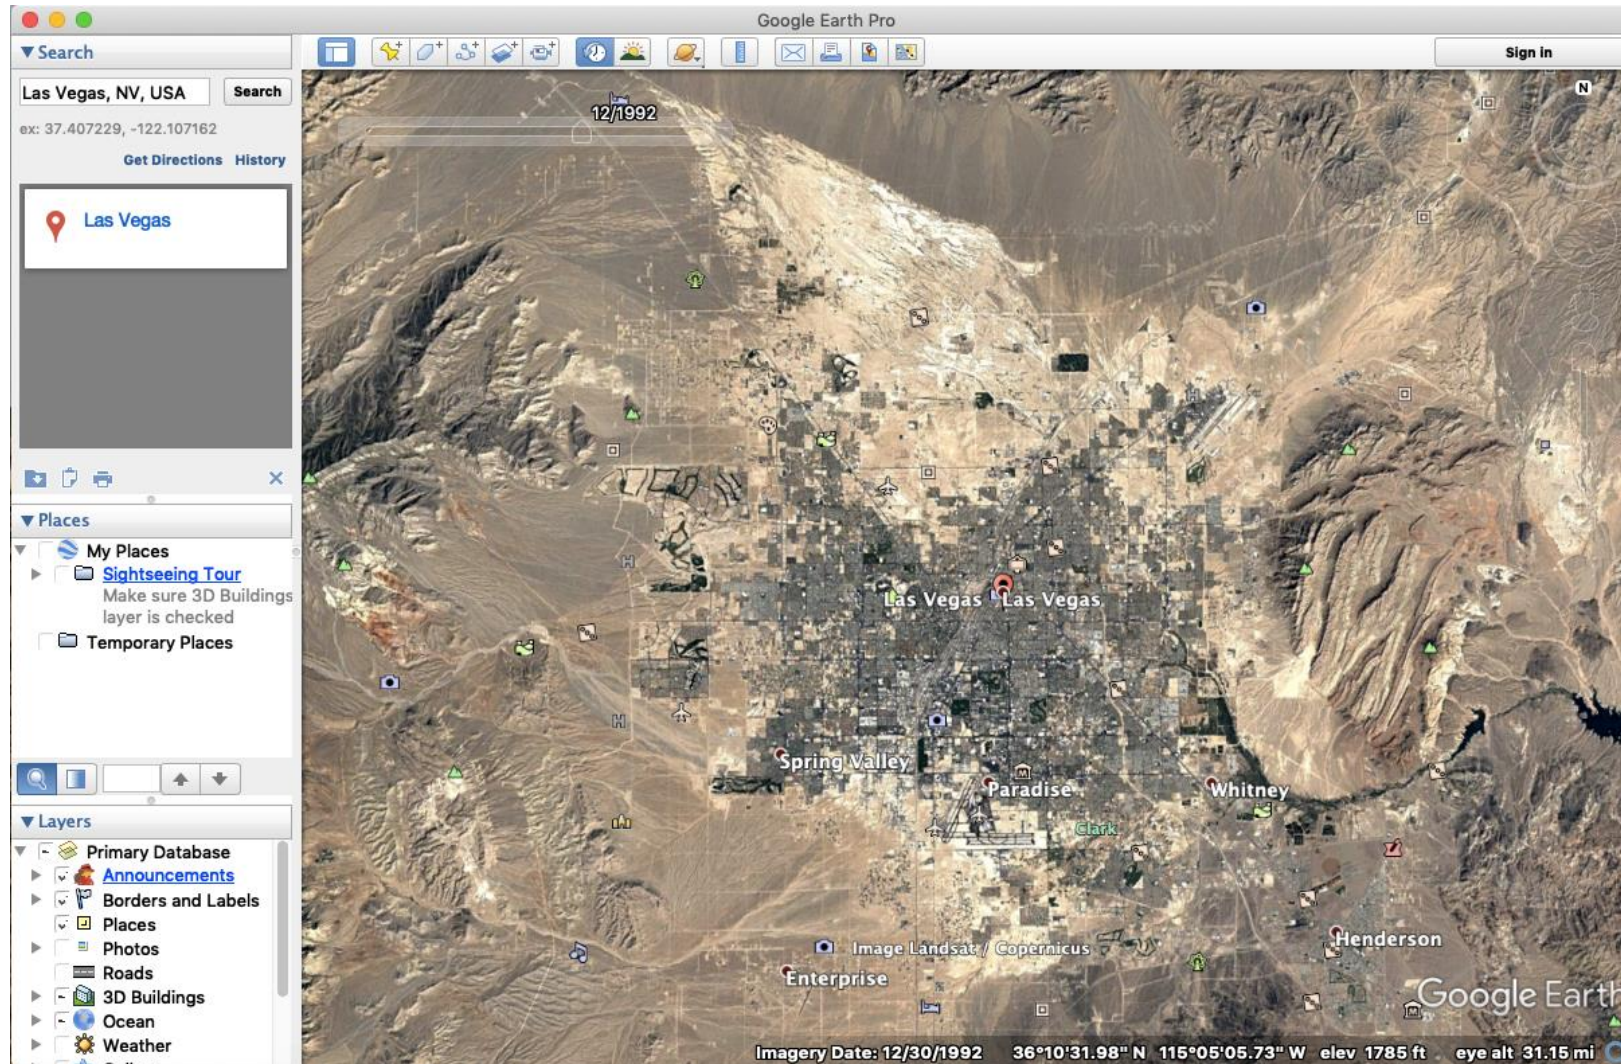 Google Earth Pro
Search
Sign in
Las Vegas, NV, USA
Search
ex: 37.407229, -122.107162
Get Directions History
Las Vegas
Places
My Places
Sightseeing Tour
Make sure 3D Buildings
layer is checked
Temporary Places
Layers
Primary Database
Announcements
Borders and Labels
Places
Photos
Roads
3D Buildings
Ocean
Weather
12/1992
N
Las Vegas Las Vegas
Spring Valley
Paradise
Whitney
Clark
Henderson
Image Landsat / Copernicus
Enterprise
Google Earth
Imagery Date: 12/30/1992 36°10'31.98" N 115°05'05.73" W elev 1785 ft eye alt 31.15 mi